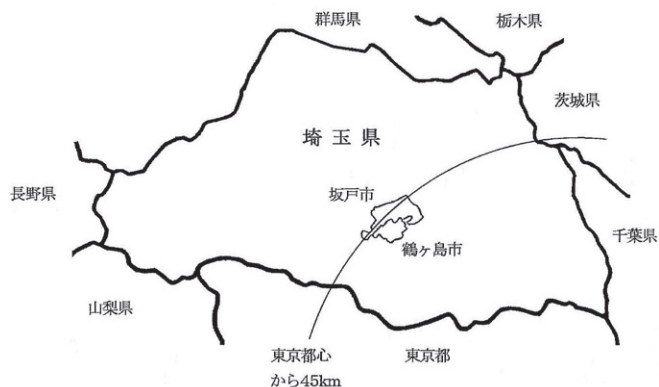 群馬県
栃木県
茨城県
埼玉県
坂戸市
長野県
鶴ヶ島市
千葉県
山梨県
東京都心
から45km
東京都